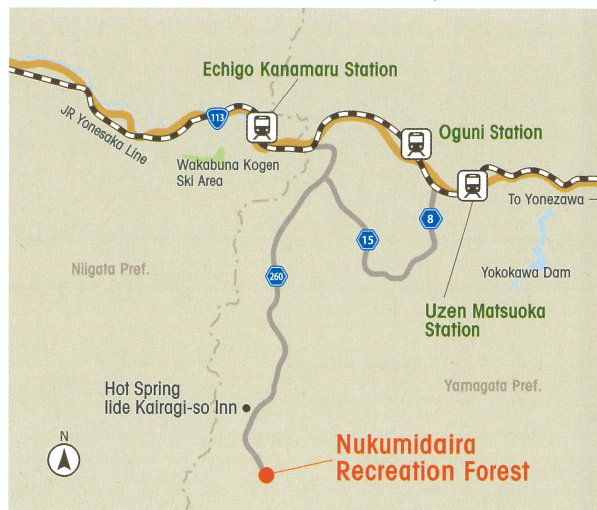 Echigo Kanamaru Station
113
JR Yonesaka Line
Oguni Station
Wakabuna Kogen
Ski Area
To Yonezawa
8
15
Niigata Pref.
260
Yokokawa Dam
Uzen Matsuoka
Station
Hot Spring
Iide Kairagi-so Inn
Yamagata Pref.
N
Nukumidaira
Recreation Forest